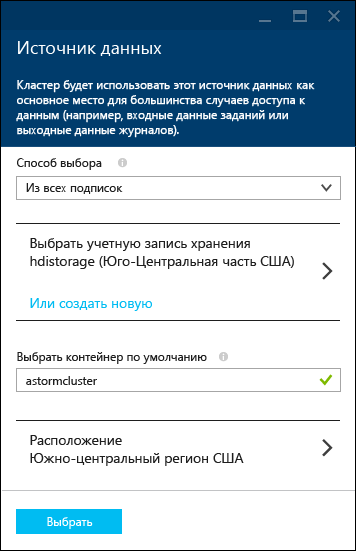 Источник данных
Кластер будет использовать этот источник данных как
основное место для большинства случаев доступа к
данным (например, входные данные заданий или
выходные данные журналов).
Способ выбора
Из всех подписок
Выбрать учетную запись хранения
hdistorage (Юго-Центральная часть США)
Или создать новую
Выбрать контейнер по умолчанию
astormcluster
Расположение
Южно-центральный регион США
Выбрать